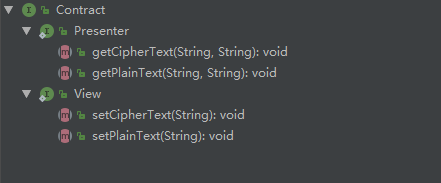 Contract
Presenter
getCipherText(String, String): void
getPlainText(String, String): void
View
setCipherText(String): void
setPlainText(String): void